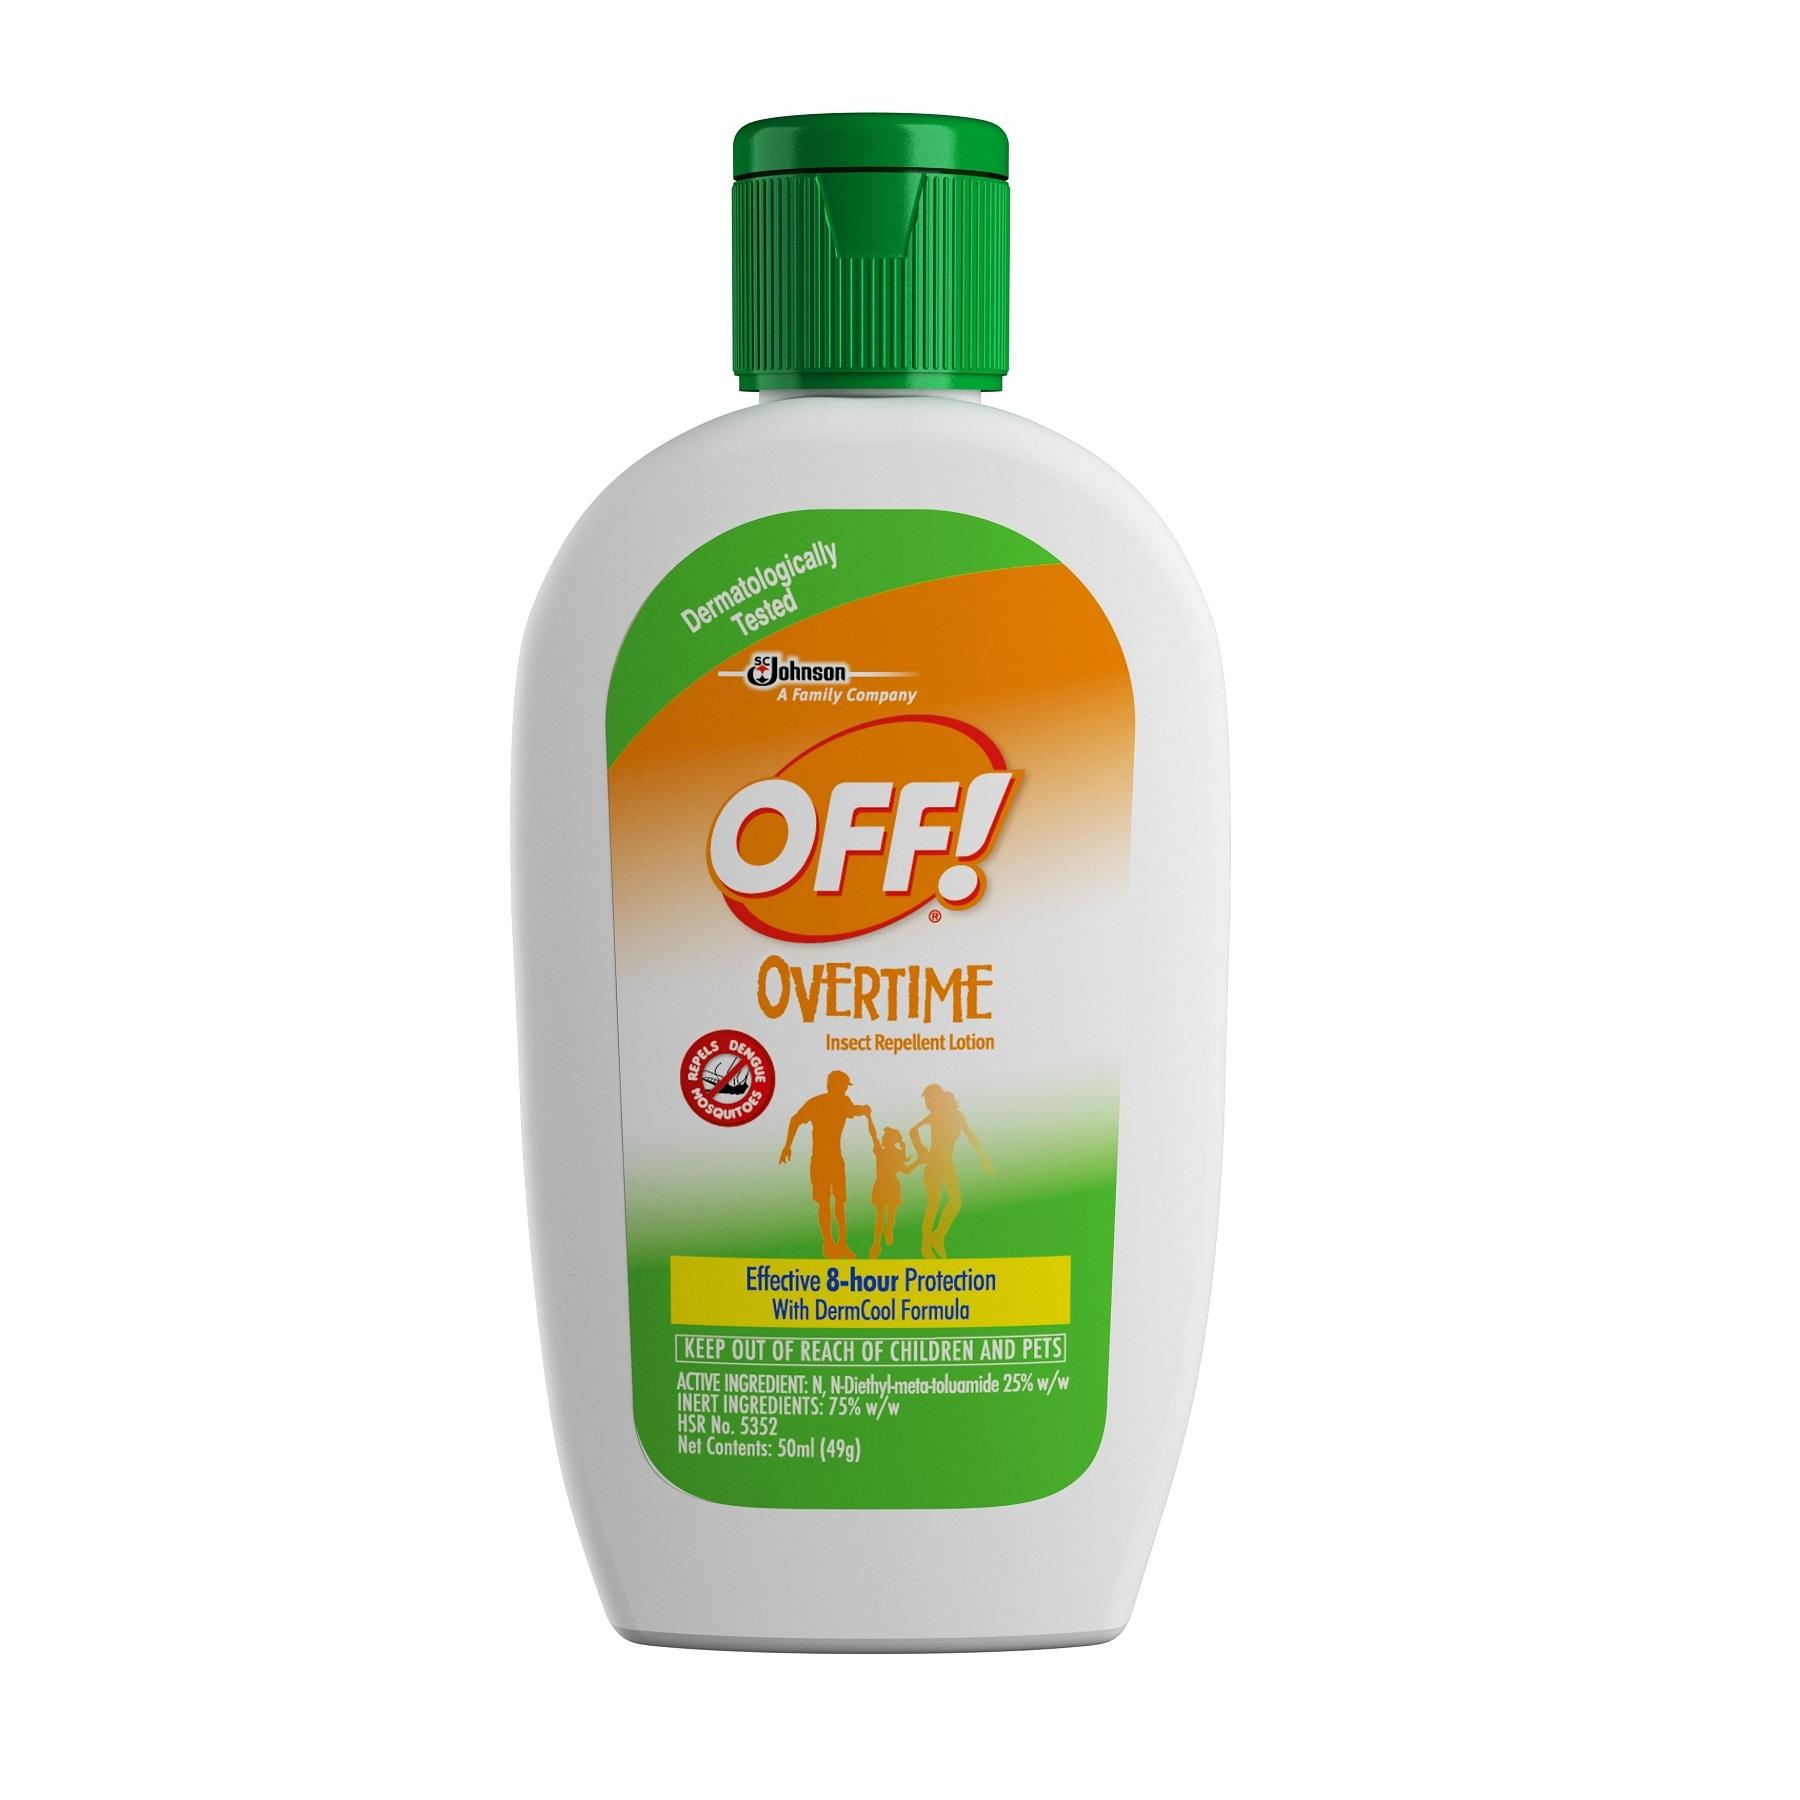 Dermatologically
Tested
SC Johnson
A Family Company
OFF!
®
OVERTIME
Insect Repellent Lotion
REPELS DENGUE
MOSQUITOES
Effective 8-hour Protection
With DermCool Formula
KEEP OUT OF REACH OF CHILDREN AND PETS
ACTIVE INGREDIENT: N, N-Diethyl-meta-toluamide 25% w/w
INERT INGREDIENTS: 75% w/w
HSR No. 5352
Net Contents: 50ml (49g)